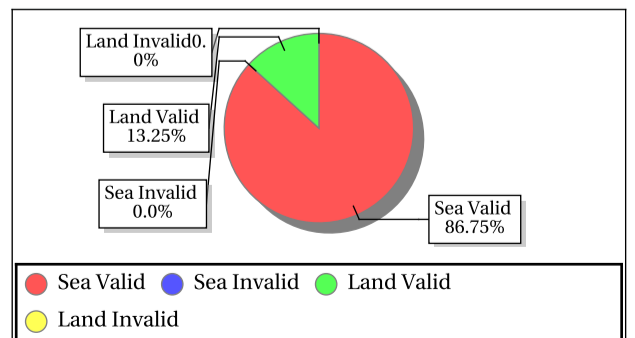 Land Invalid0.
0%
Land Valid
13.25%
Sea Invalid
0.0%
Sea Valid
86.75%
Sea Valid
Sea Invalid
Land Valid
Land Invalid